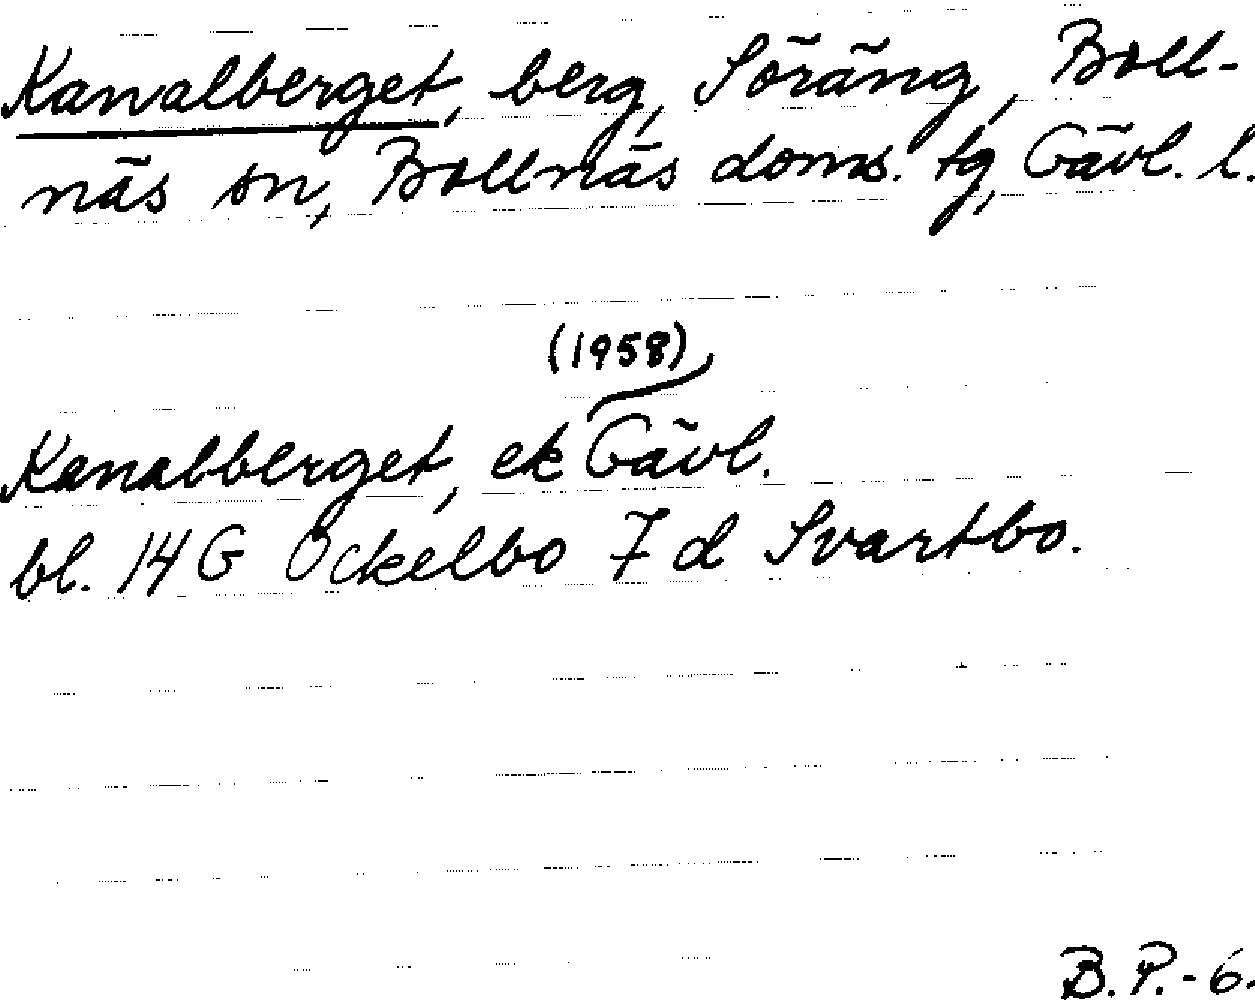 Kanalberget, berg, Söräng, Boll-
näs sn, Bollnäs doms. tg, Gävl. l.
(1958)
Kanalberget, ek Gävl.
bl. 14 G Ockelbo 7 d Svartbo.
B.P.-6.